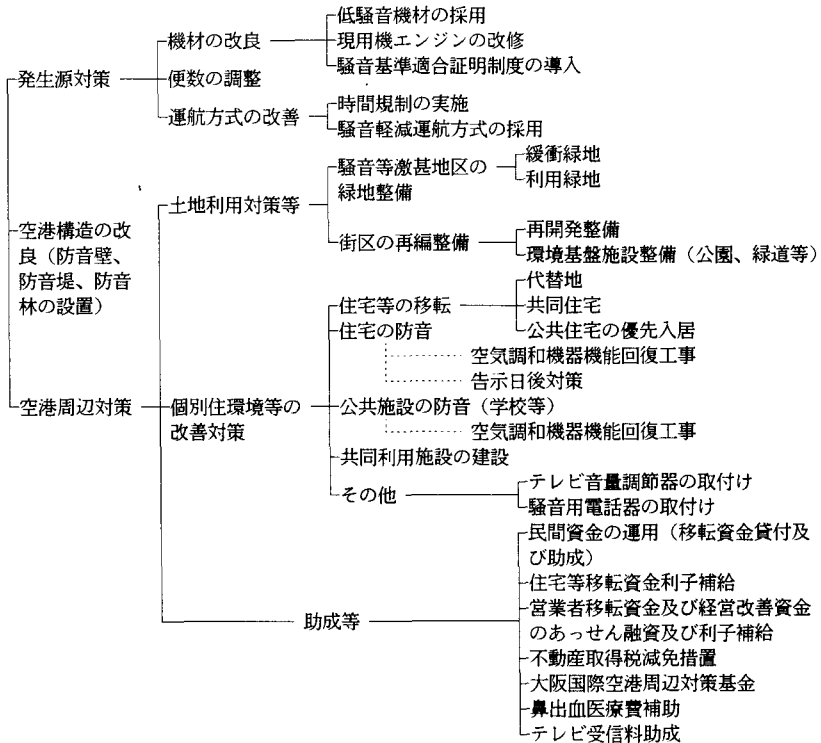 発生源対策
機材の改良
低騒音機材の採用
現用機エンジンの改修
騒音基準適合証明制度の導入
便数の調整
運航方式の改善
時間規制の実施
騒音軽減運航方式の採用
空港構造の改
良（防音壁、
防音堤、防音
林の設置）
空港周辺対策
土地利用対策等
騒音等激甚地区の
緑地整備
緩衝緑地
利用緑地
街区の再編整備
再開発整備
環境基盤施設整備（公園、緑道等）
個別住環境等の
改善対策
住宅等の移転
代替地
共同住宅
公共住宅の優先入居
住宅の防音
空気調和機器機能回復工事
告示日後対策
公共施設の防音（学校等）
空気調和機器機能回復工事
共同利用施設の建設
その他
テレビ音量調節器の取付け
騒音用電話器の取付け
助成等
民間資金の運用（移転資金貸付及
び助成）
住宅等移転資金利子補給
営業者移転資金及び経営改善資金
のあっせん融資及び利子補給
不動産取得税減免措置
大阪国際空港周辺対策基金
鼻出血医療費補助
テレビ受信料助成